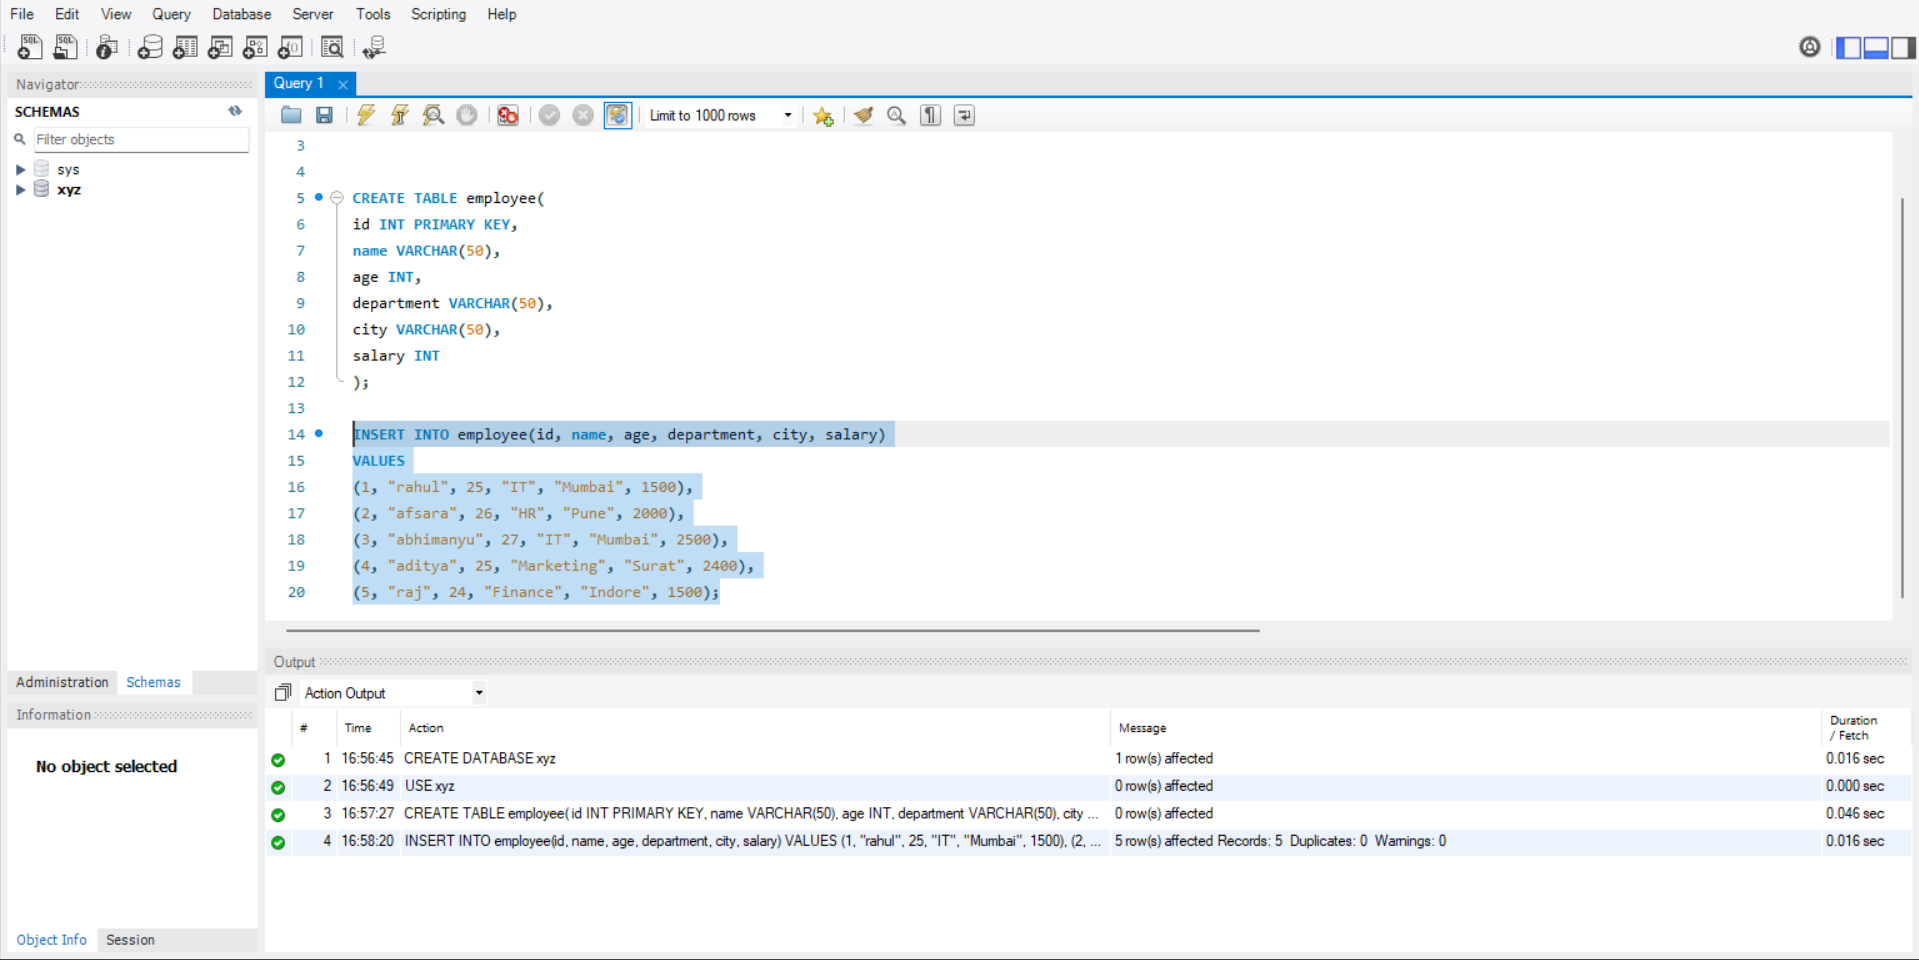 File Edit View Query Database Server Tools Scripting Help
Navigator
SCHEMAS
Filter objects
sys
xyz
Administration Schemas
Information
No object selected
Object Info Session
Query 1
Limit to 1000 rows
3
4
5 CREATE TABLE employee(
6 id INT PRIMARY KEY,
7 name VARCHAR(50),
8 age INT,
9 department VARCHAR(50),
10 city VARCHAR(50),
11 salary INT
12 );
13
14 INSERT INTO employee(id, name, age, department, city, salary)
15 VALUES
16 (1, "rahul", 25, "IT", "Mumbai", 1500),
17 (2, "afsara", 26, "HR", "Pune", 2000),
18 (3, "abhimanyu", 27, "IT", "Mumbai", 2500),
19 (4, "aditya", 25, "Marketing", "Surat", 2400),
20 (5, "raj", 24, "Finance", "Indore", 1500);
Output
Action Output
# Time Action Message Duration / Fetch
1 16:56:45 CREATE DATABASE xyz 1 row(s) affected 0.016 sec
2 16:56:49 USE xyz 0 row(s) affected 0.000 sec
3 16:57:27 CREATE TABLE employee( id INT PRIMARY KEY, name VARCHAR(50), age INT, department VARCHAR(50), city ... 0 row(s) affected 0.046 sec
4 16:58:20 INSERT INTO employee(id, name, age, department, city, salary) VALUES (1, "rahul", 25, "IT", "Mumbai", 1500), (2, ... 5 row(s) affected Records: 5 Duplicates: 0 Warnings: 0 0.016 sec